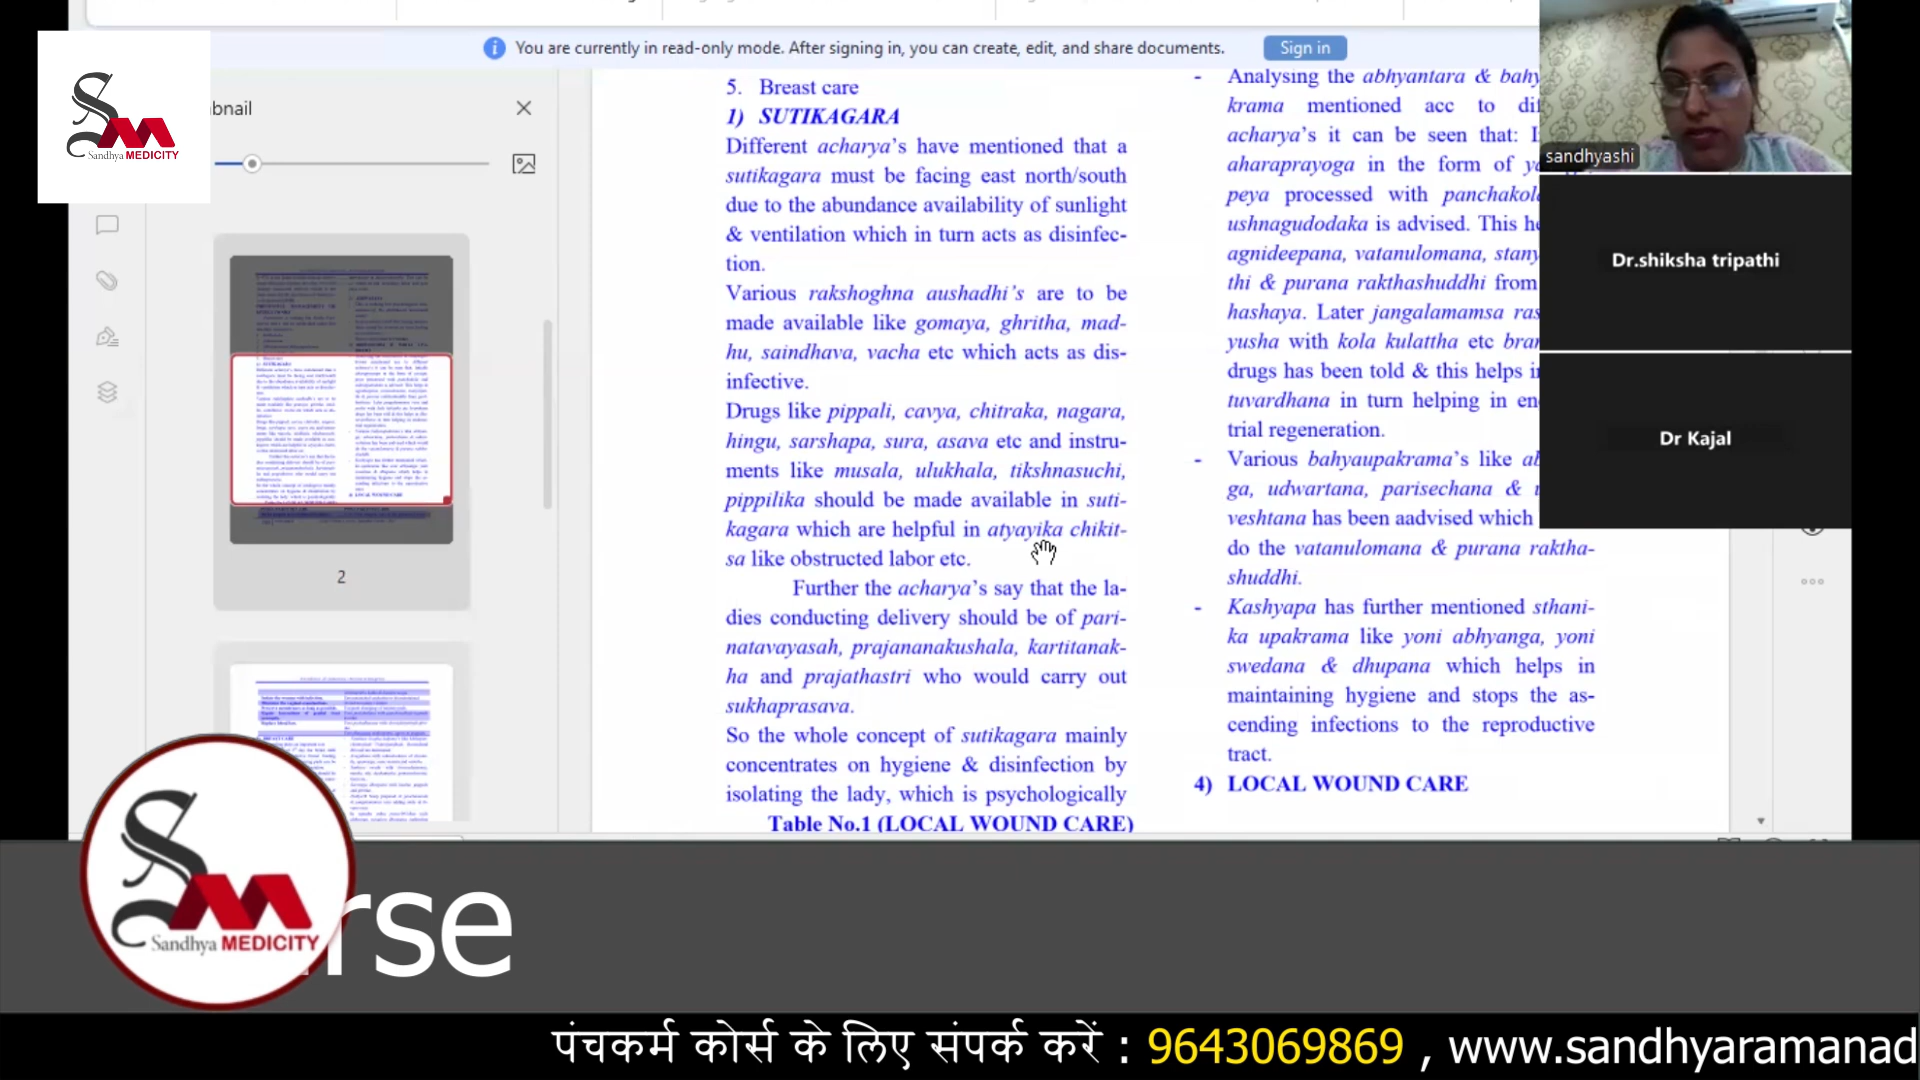 You are currently in read-only mode. After signing in, you can create, edit, and share documents.
Sign in
Sandhya MEDICITY
bnail
2
5. Breast care
1) SUTIKAGARA
Different acharya's have mentioned that a
sutikagara must be facing east north/south
due to the abundance availability of sunlight
& ventilation which in turn acts as disinfec-
tion.
Various rakshoghna aushadhi's are to be
made available like gomaya, ghritha, mad-
hu, saindhava, vacha etc which acts as dis-
infective.
Drugs like pippali, cavya, chitraka, nagara,
hingu, sarshapa, sura, asava etc and instru-
ments like musala, ulukhala, tikshnasuchi,
pippilika should be made available in suti-
kagara which are helpful in atyayika chikit-
sa like obstructed labor etc.
Further the acharya's say that the la-
dies conducting delivery should be of pari-
natavayasah, prajananakushala, kartitanak-
ha and prajathastri who would carry out
sukhaprasava.
So the whole concept of sutikagara mainly
concentrates on hygiene & disinfection by
isolating the lady, which is psychologically
Table No.1 (LOCAL WOUND CARE)
- Analysing the abhyantara & bahy
krama mentioned acc to di
acharya's it can be seen that:
aharaprayoga in the form of
peya processed with panchakol
ushnagudodaka is advised. This he
agnideepana, vatanulomana, stany
thi & purana rakthashuddhi from
hashaya. Later jangalamamsa ras
yusha with kola kulattha etc bra
drugs has been told & this helps i
tuvardhana in turn helping in en
trial regeneration.
- Various bahyaupakrama's like a
ga, udwartana, parisechana &
veshtana has been aadvised which
do the vatanulomana & purana raktha-
shuddhi.
- Kashyapa has further mentioned sthani-
ka upakrama like yoni abhyanga, yoni
swedana & dhupana which helps in
maintaining hygiene and stops the as-
cending infections to the reproductive
tract.
4) LOCAL WOUND CARE
sandhyashi
Dr.shiksha tripathi
Dr Kajal
Sandhya MEDICITY
rse
पंचकर्म कोर्स के लिए संपर्क करें : 9643069869 , www.sandhyaramanad